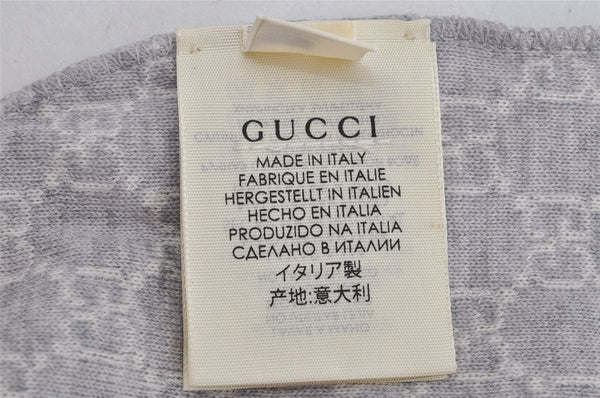 GUCCI
MADE IN ITALY
FABRIQUE EN ITALIE
HERGESTELLT IN ITALIEN
HECHO EN ITALIA
PRODUZIDO NA ITALIA
СДЕЛАНО В ИТАЛИИ
イタリア製
产地:意大利